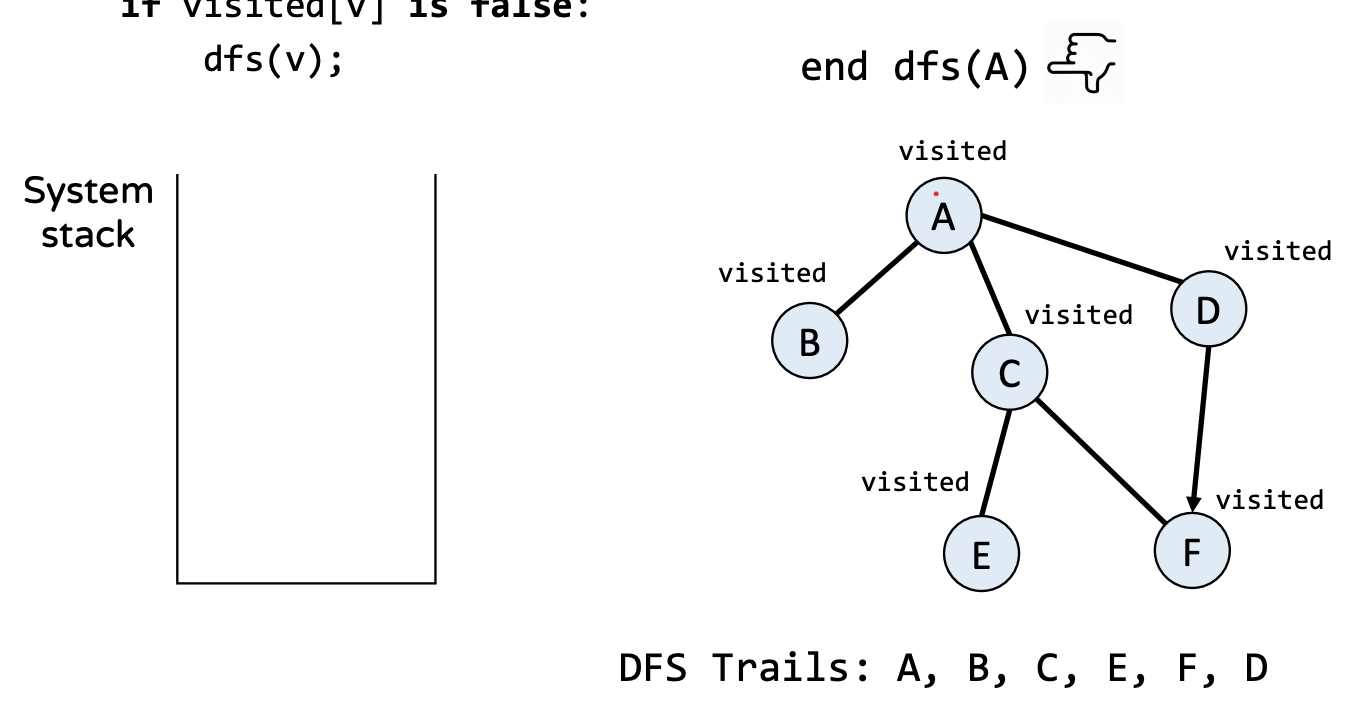 if visited[v] is false:
dfs(v);
end dfs(A)
System
stack
visited
A
visited
D
visited
B
visited
C
visited
E
visited
F
DFS Trails: A, B, C, E, F, D